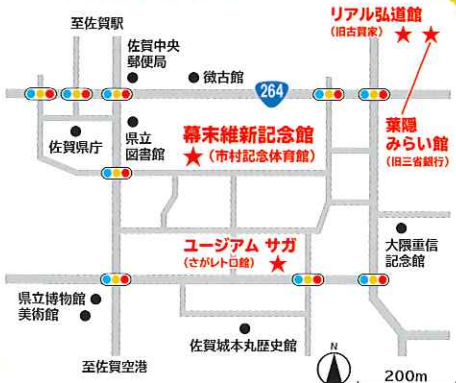 至佐賀駅
リアル弘道館
(旧古賀家)
佐賀中央
郵便局
徴古館
264
葉隠
みらい館
(旧三省銀行)
佐賀県庁
県立
図書館
幕末維新記念館
(市村記念体育館)
ユージアム サガ
(さがレトロ館)
大隈重信
記念館
県立博物館
美術館
佐賀城本丸歴史館
至佐賀空港
N
200m